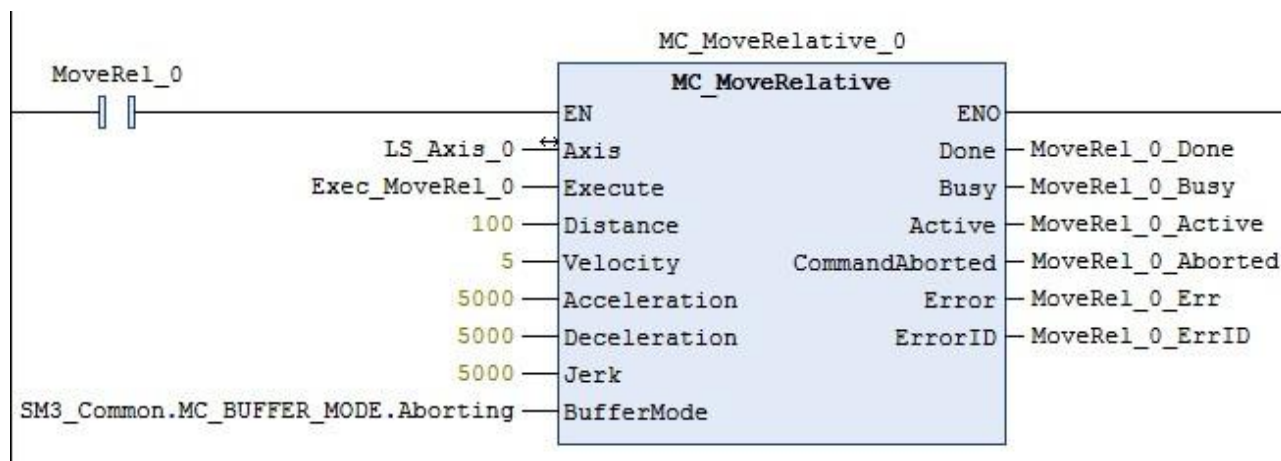 MC_MoveRelative_0
MoveRel_0
MC_MoveRelative
EN ENO
LS_Axis_0 Axis Done MoveRel_0_Done
Exec_MoveRel_0 Execute Busy MoveRel_0_Busy
100 Distance Active MoveRel_0_Active
5 Velocity CommandAborted MoveRel_0_Aborted
5000 Acceleration Error MoveRel_0_Err
5000 Deceleration ErrorID MoveRel_0_ErrID
5000 Jerk
SM3_Common.MC_BUFFER_MODE.Aborting BufferMode